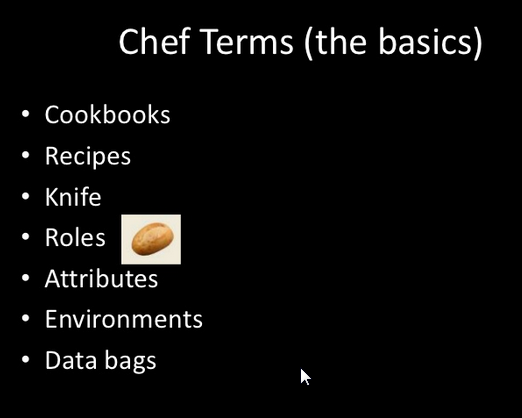 Chef Terms (the basics)
• Cookbooks
• Recipes
• Knife
• Roles
• Attributes
• Environments
• Data bags